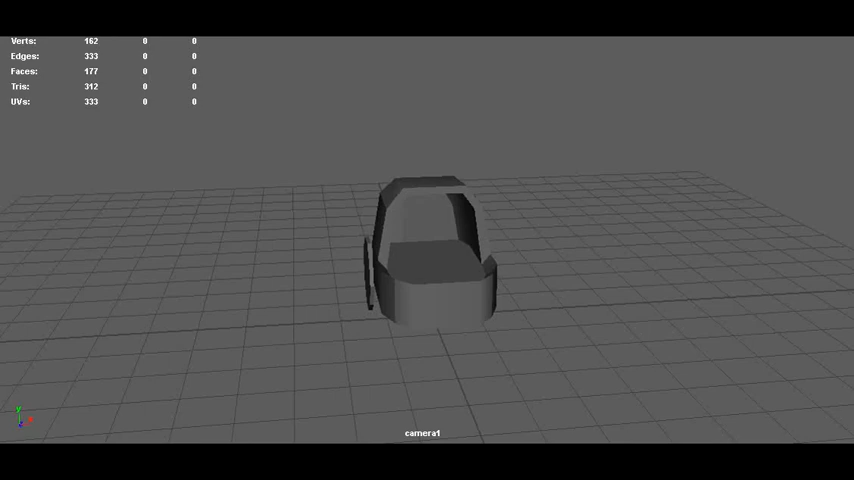 Verts: 162 0 0
Edges: 333 0 0
Faces: 177 0 0
Tris: 312 0 0
UVs: 333 0 0
y
x
z
camera1